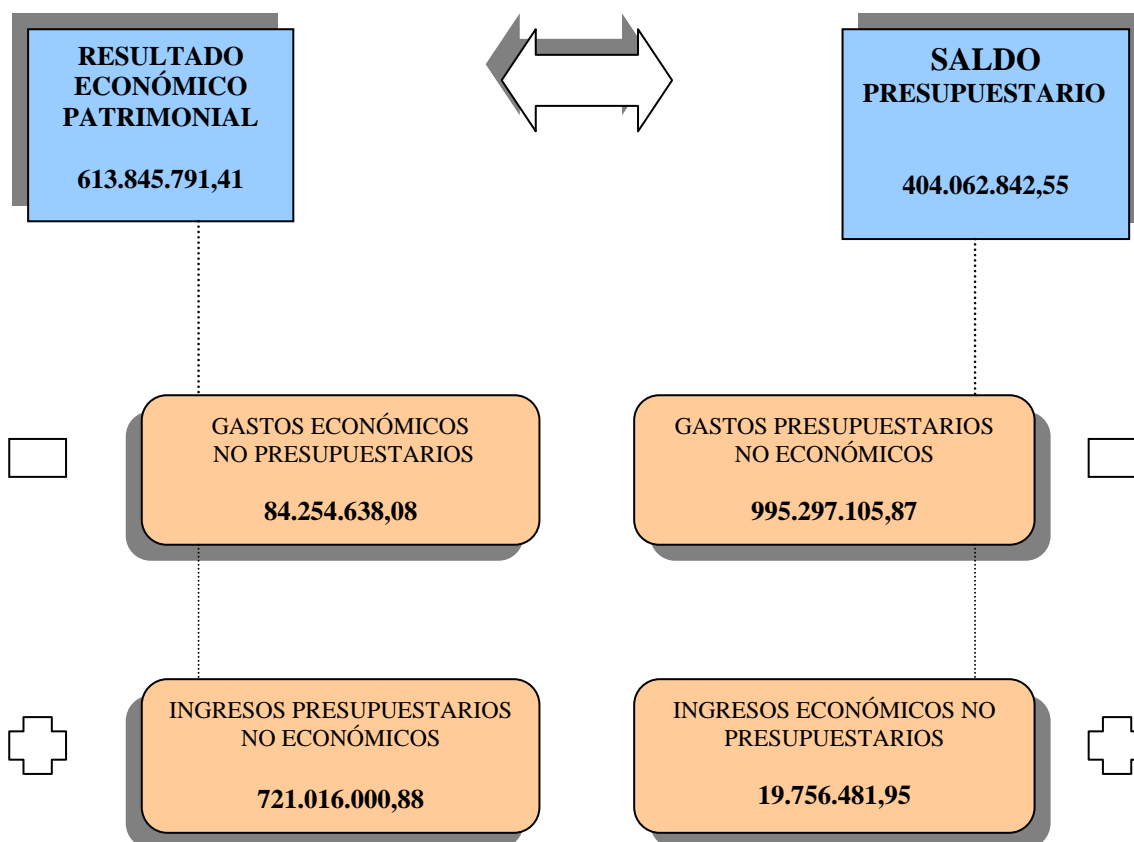 RESULTADO
ECONÓMICO
PATRIMONIAL
613.845.791,41
SALDO
PRESUPUESTARIO
404.062.842,55
GASTOS ECONÓMICOS
NO PRESUPUESTARIOS
84.254.638,08
GASTOS PRESUPUESTARIOS
NO ECONÓMICOS
995.297.105,87
INGRESOS PRESUPUESTARIOS
NO ECONÓMICOS
721.016.000,88
INGRESOS ECONÓMICOS NO
PRESUPUESTARIOS
19.756.481,95